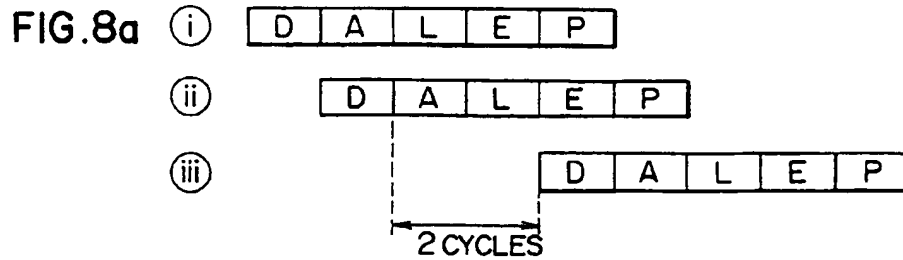 FIG.8a i D A L E P
ii D A L E P
iii D A L E P
2 CYCLES